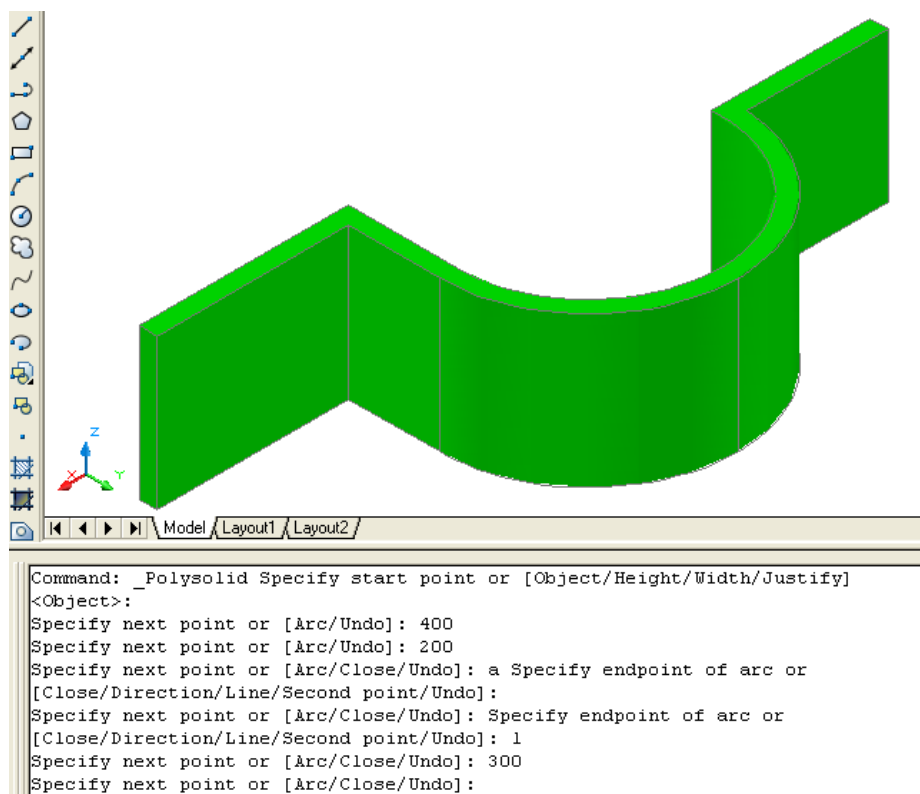 Z
X
Y
Model Layout1 Layout2
Command: _Polysolid Specify start point or [Object/Height/Width/Justify]
<Object>:
Specify next point or [Arc/Undo]: 400
Specify next point or [Arc/Undo]: 200
Specify next point or [Arc/Close/Undo]: a Specify endpoint of arc or
[Close/Direction/Line/Second point/Undo]:
Specify next point or [Arc/Close/Undo]: Specify endpoint of arc or
[Close/Direction/Line/Second point/Undo]: l
Specify next point or [Arc/Close/Undo]: 300
Specify next point or [Arc/Close/Undo]: